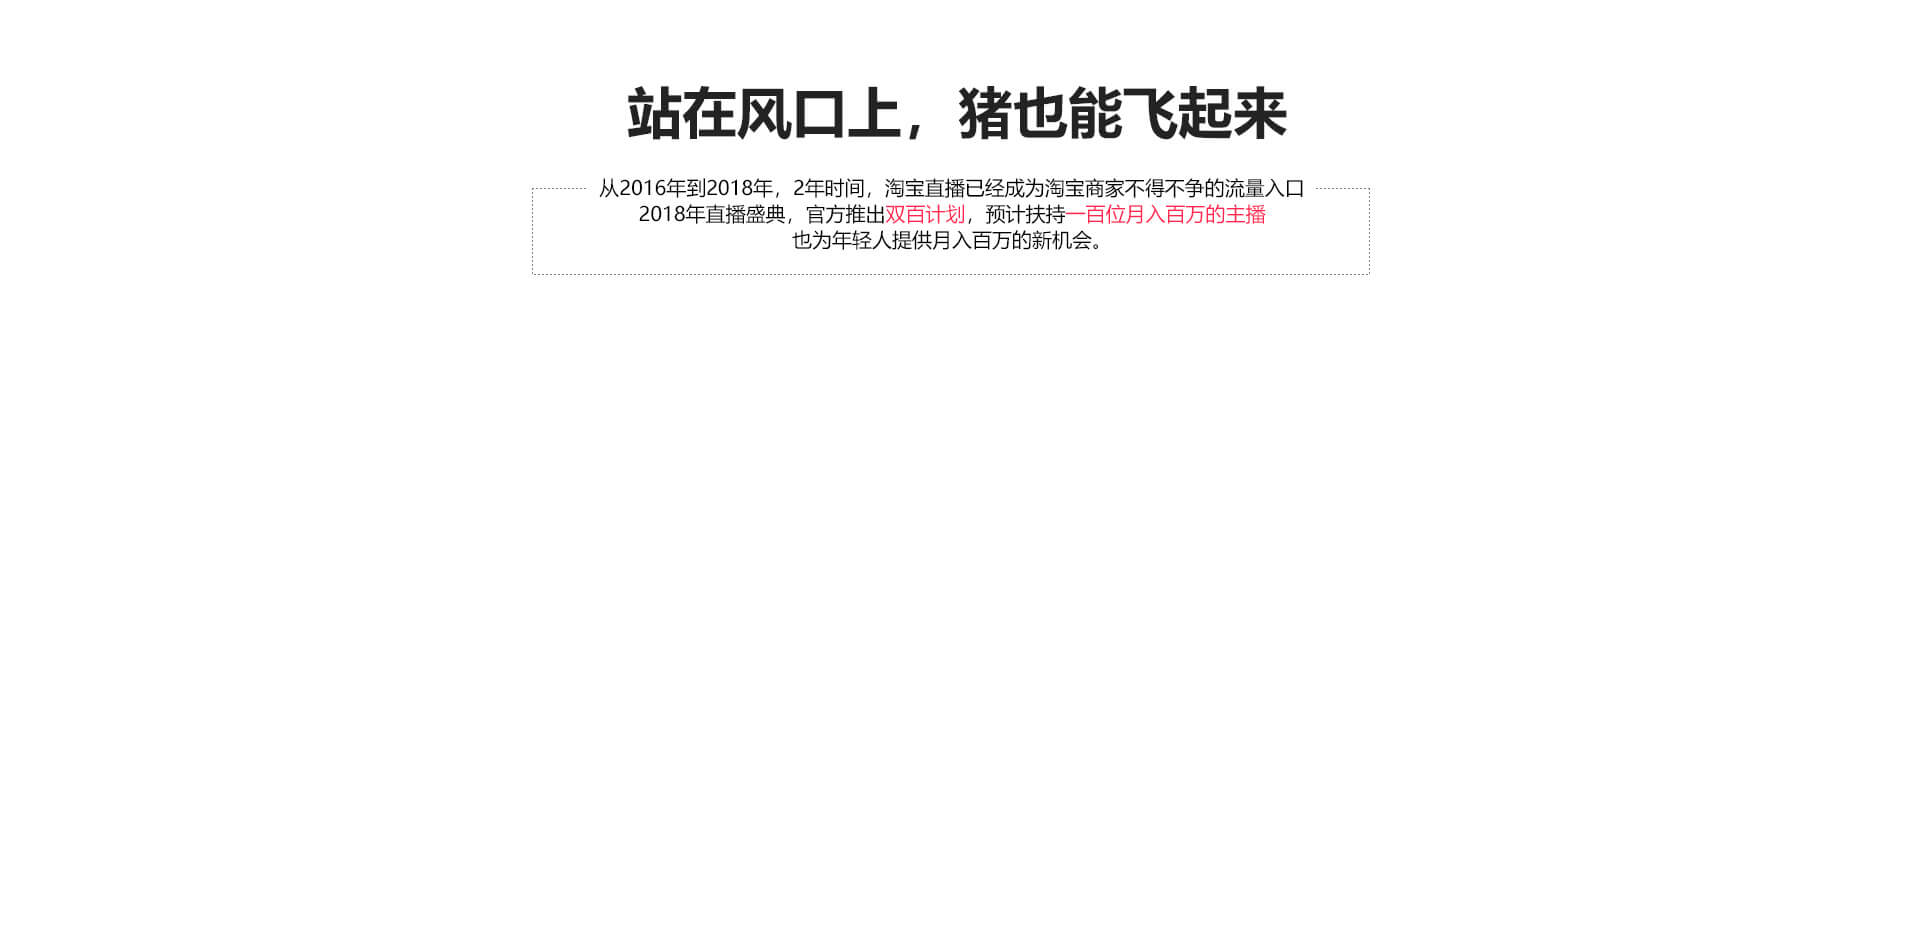 站在风口上，猪也能飞起来
从2016年到2018年，2年时间，淘宝直播已经成为淘宝商家不得不争的流量入口
2018年直播盛典，官方推出双百计划，预计扶持一百位月入百万的主播
也为年轻人提供月入百万的新机会。